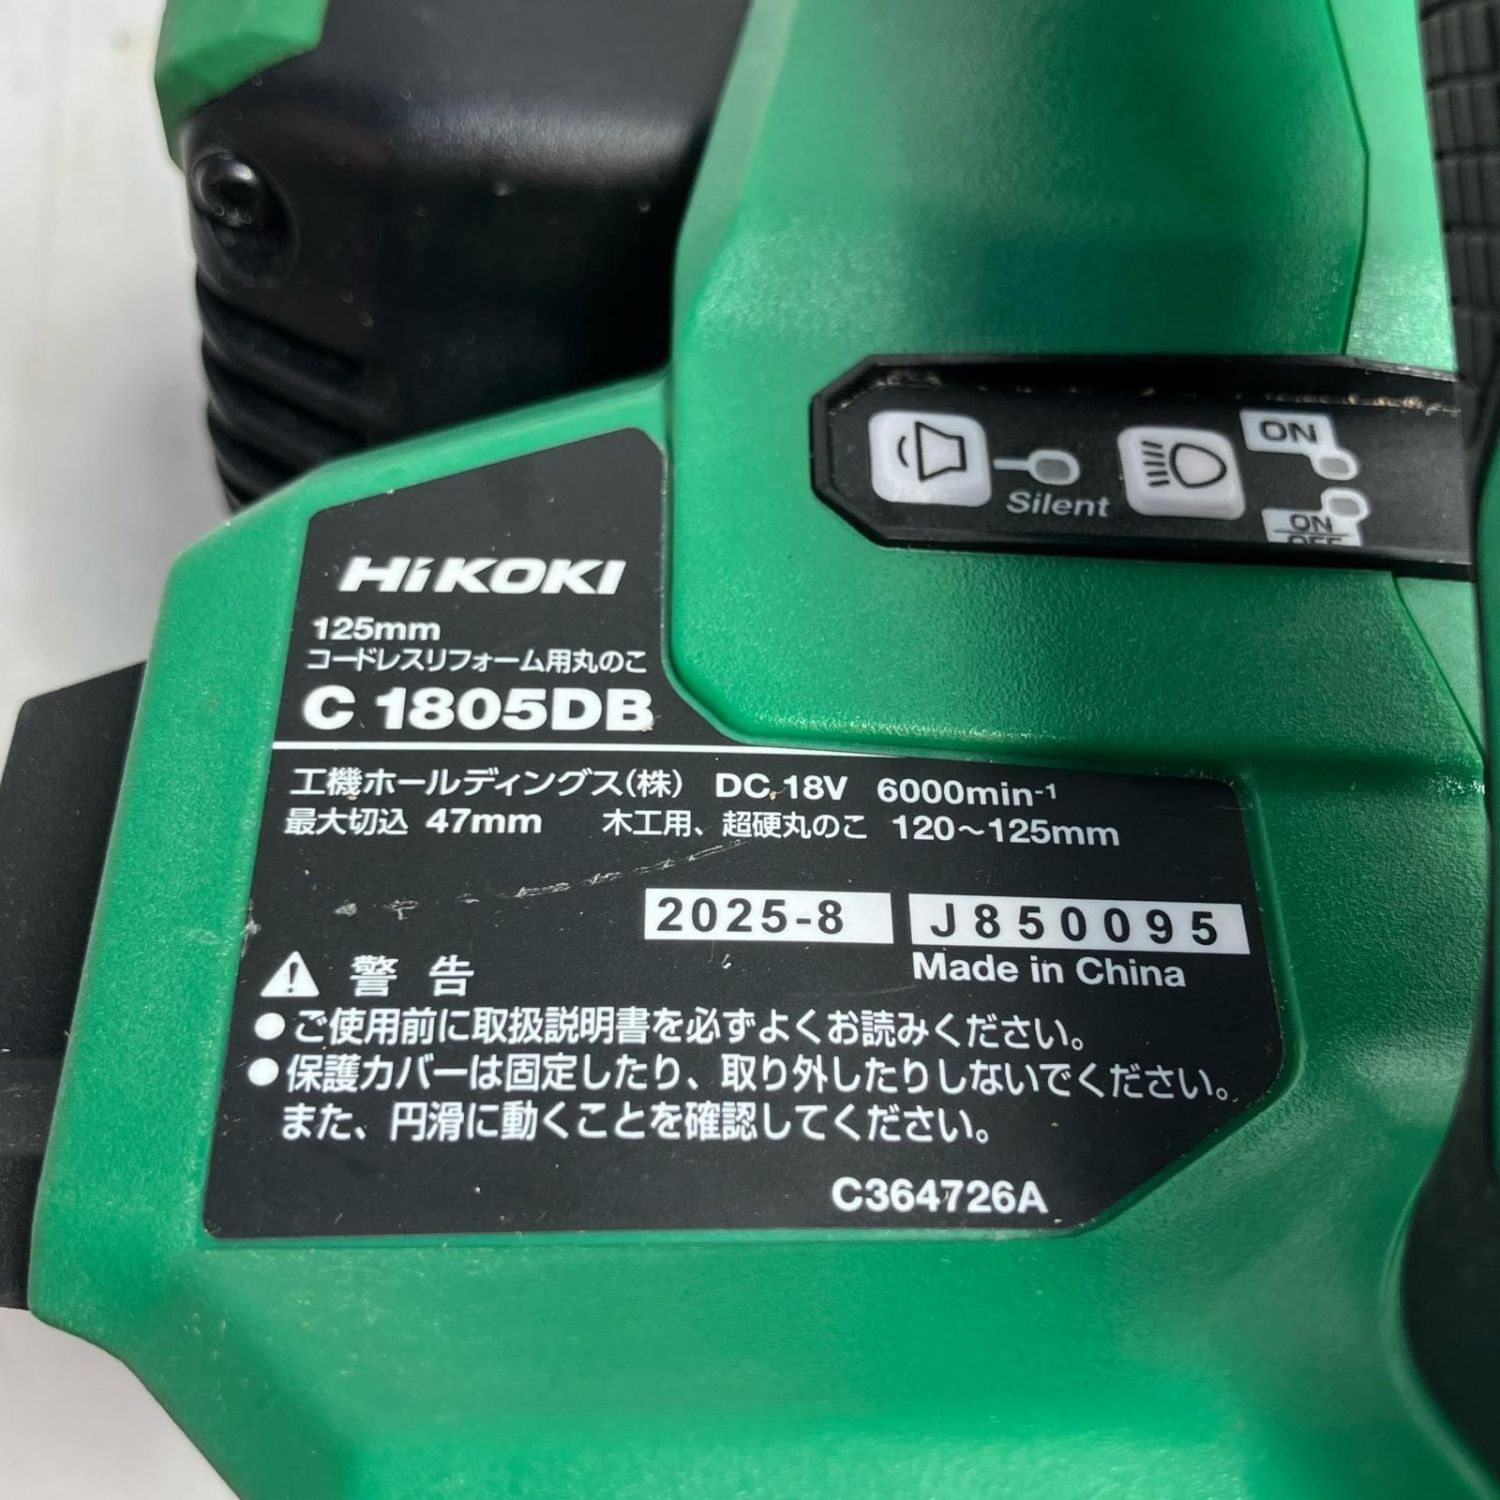 ON
Silent
ON
OFF
HiKOKI
125mm
コードレスリフォーム用丸のこ
C 1805DB
工機ホールディングス(株) DC 18V 6000min-1
最大切込 47mm 木工用、超硬丸のこ 120～125mm
2025-8 J850095
Made in China
警 告
●ご使用前に取扱説明書を必ずよくお読みください。
●保護カバーは固定したり、取り外したりしないでください。
また、円滑に動くことを確認してください。
C364726A